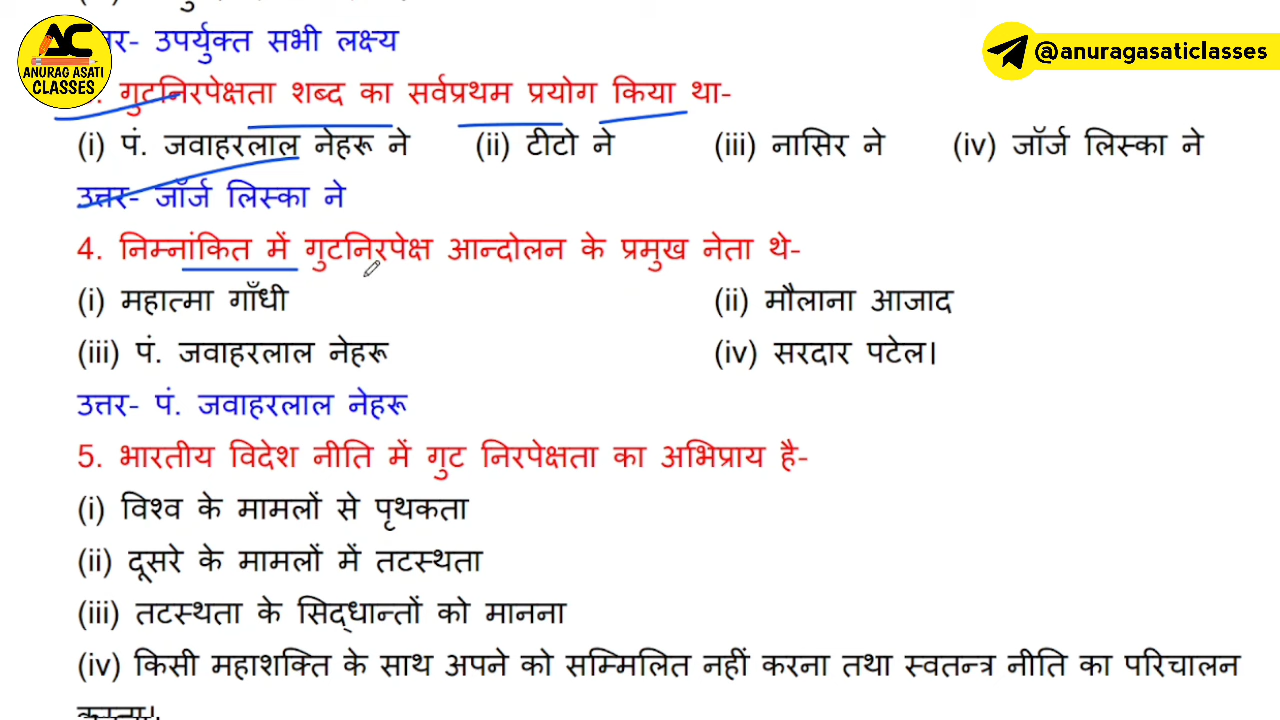 उपर्युक्त सभी लक्ष्य
AC
ANURAG ASATI
CLASSES
@anuragasaticlasses
गुटनिरपेक्षता शब्द का सर्वप्रथम प्रयोग किया था-
(i) पं. जवाहरलाल नेहरू ने (ii) टीटो ने (iii) नासिर ने (iv) जॉर्ज लिस्का ने
उत्तर- जॉर्ज लिस्का ने
4. निम्नांकित में गुटनिरपेक्ष आन्दोलन के प्रमुख नेता थे-
(i) महात्मा गाँधी (ii) मौलाना आजाद
(iii) पं. जवाहरलाल नेहरू (iv) सरदार पटेल।
उत्तर- पं. जवाहरलाल नेहरू
5. भारतीय विदेश नीति में गुट निरपेक्षता का अभिप्राय है-
(i) विश्व के मामलों से पृथकता
(ii) दूसरे के मामलों में तटस्थता
(iii) तटस्थता के सिद्धान्तों को मानना
(iv) किसी महाशक्ति के साथ अपने को सम्मिलित नहीं करना तथा स्वतन्त्र नीति का परिचालन